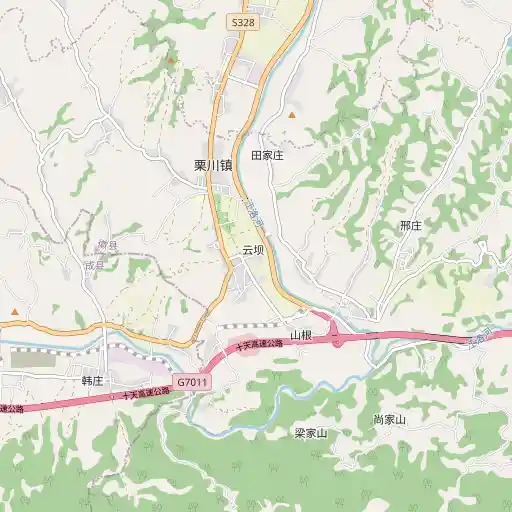 S328
田家庄
栗川镇
邢庄
徽县
成县
云坝
山根
十天高速公路
韩庄
G7011
十天高速公路
速公路
尚家山
梁家山